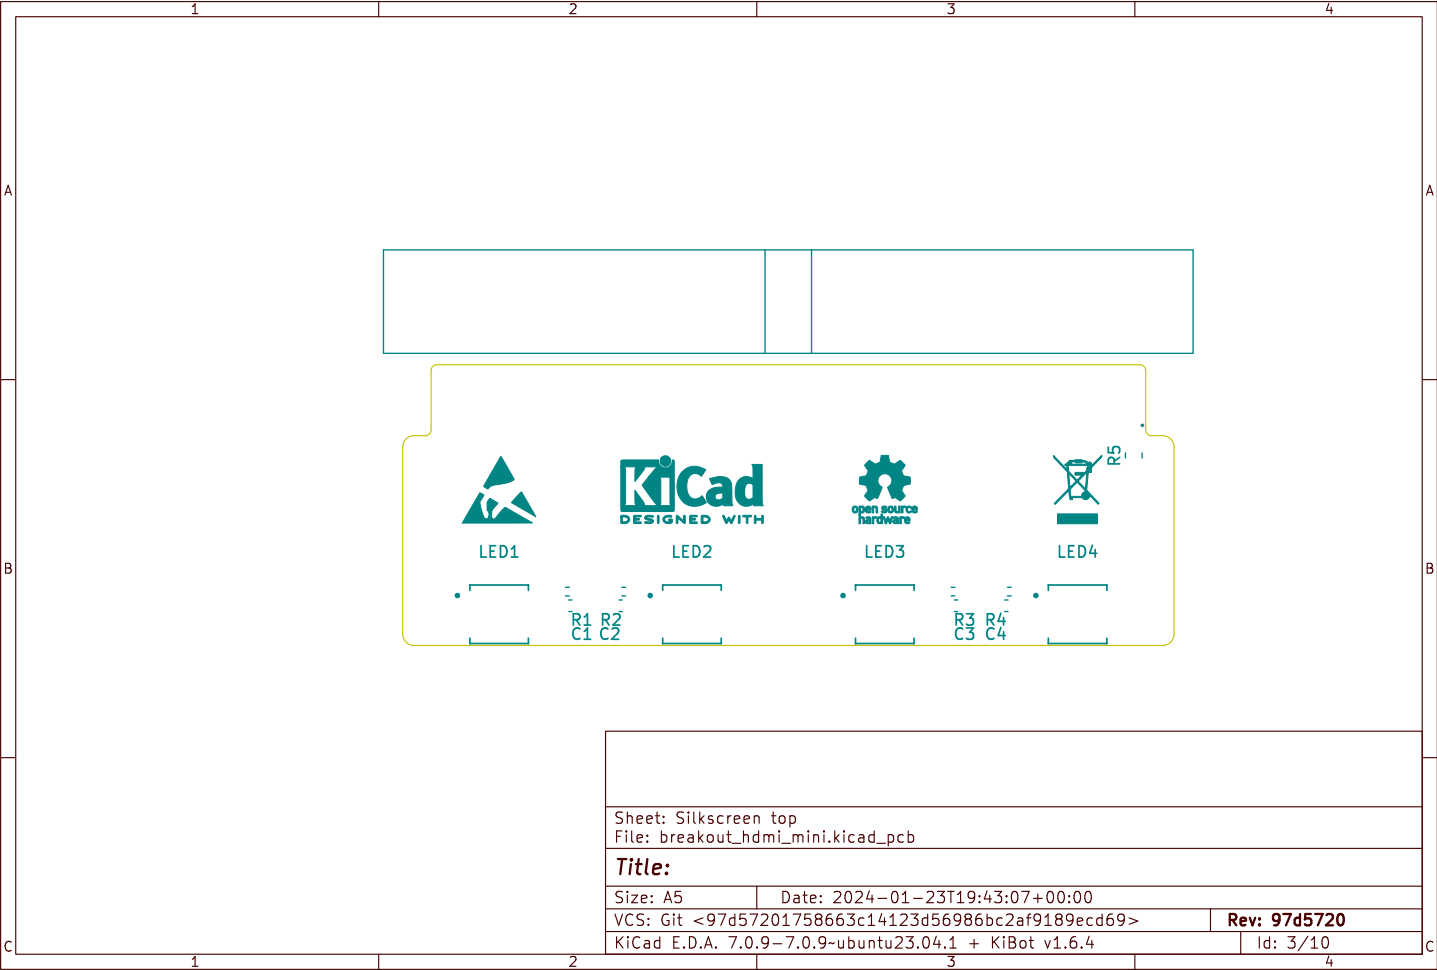 1 2 3 4
A A
R5
KiCad
DESIGNED WITH
open source
hardware
LED1 LED2 LED3 LED4
B B
R1 R2 R3 R4
C1 C2 C3 C4
Sheet: Silkscreen top
File: breakout_hdmi_mini.kicad_pcb
Title:
Size: A5 Date: 2024-01-23T19:43:07+00:00
VCS: Git <97d57201758663c14123d56986bc2af9189ecd69> Rev: 97d5720
KiCad E.D.A. 7.0.9-7.0.9~ubuntu23.04.1 + KiBot v1.6.4 Id: 3/10
C C
1 2 3 4